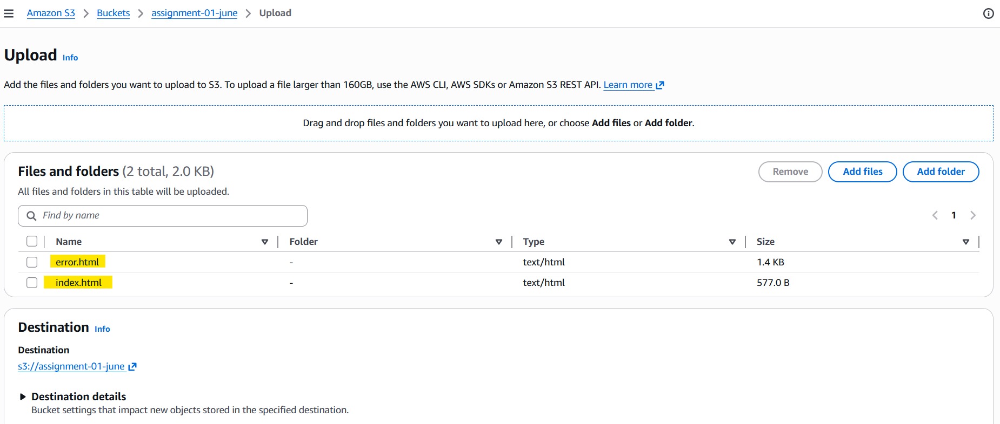 Amazon S3 > Buckets > assignment-01-june > Upload
Upload Info
Add the files and folders you want to upload to S3. To upload a file larger than 160GB, use the AWS CLI, AWS SDKs or Amazon S3 REST API. Learn more
Drag and drop files and folders you want to upload here, or choose Add files or Add folder.
Files and folders (2 total, 2.0 KB) Remove Add files Add folder
All files and folders in this table will be uploaded.
Find by name < 1 >
Name Folder Type Size
error.html - text/html 1.4 KB
index.html - text/html 577.0 B
Destination Info
Destination
s3://assignment-01-june
Destination details
Bucket settings that impact new objects stored in the specified destination.